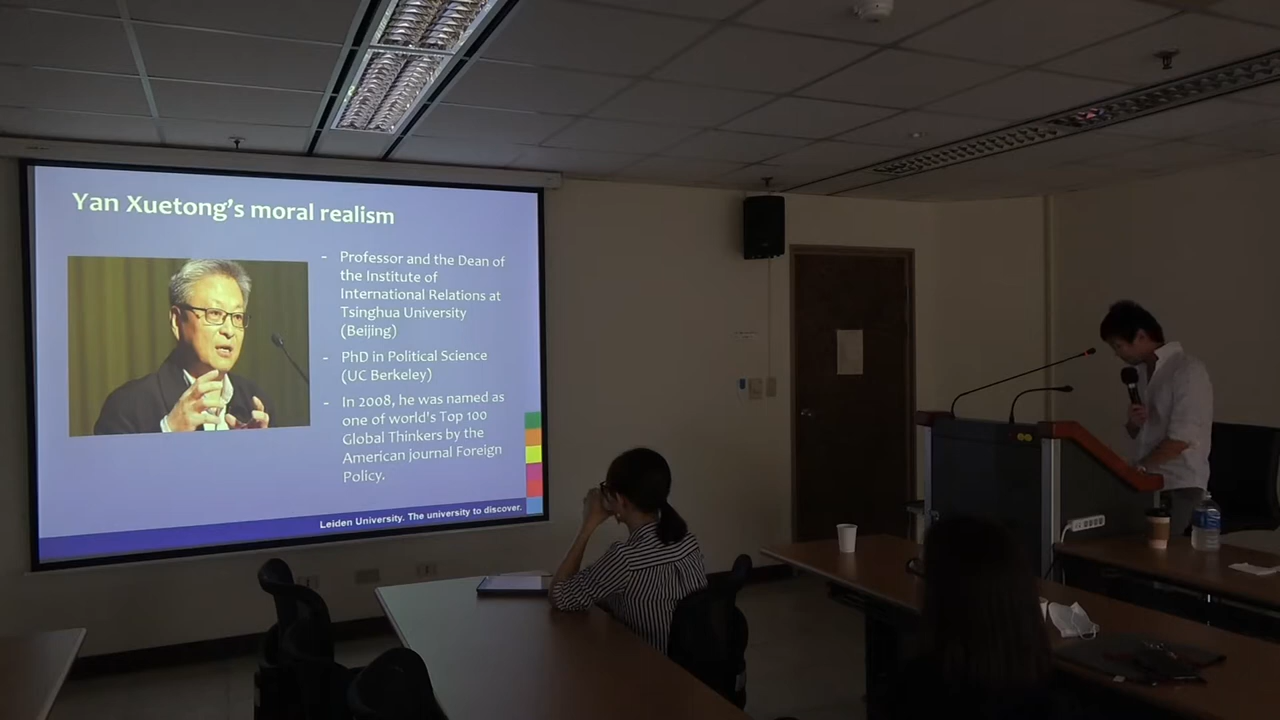 Yan Xuetong's moral realism
- Professor and the Dean of
the Institute of
International Relations at
Tsinghua University
(Beijing)
- PhD in Political Science
(UC Berkeley)
- In 2008, he was named as
one of world's Top 100
Global Thinkers by the
American journal Foreign
Policy.
Leiden University. The university to discover.